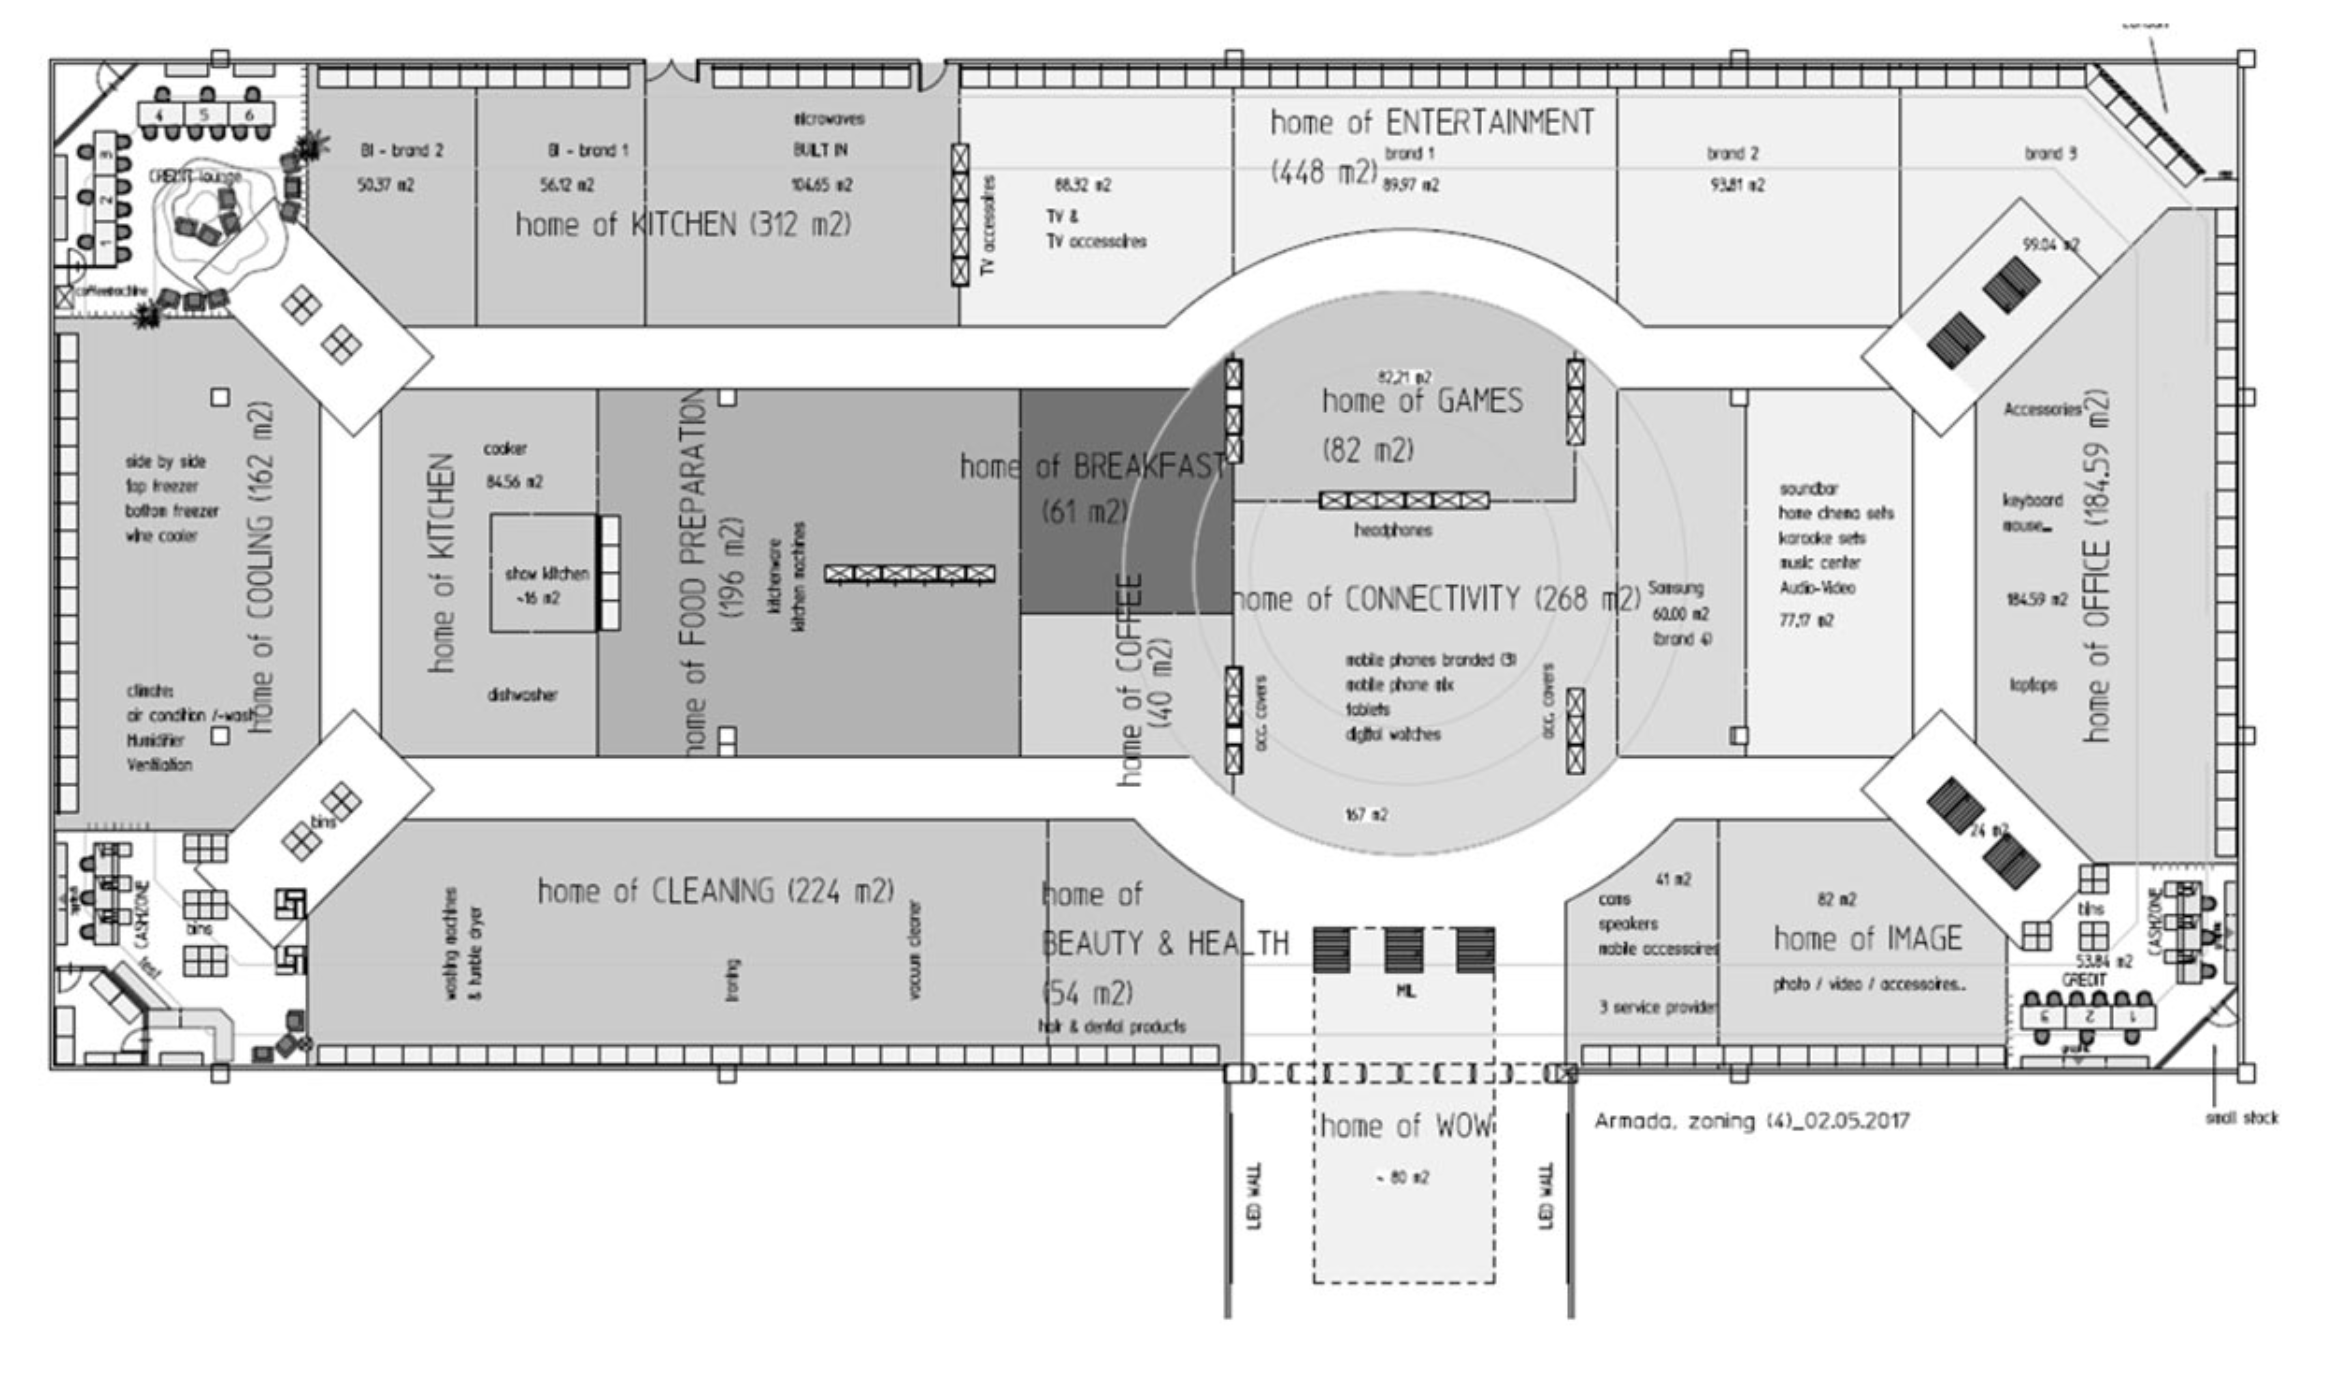 4 5 6
3
2
1
CREDIT lounge
coffeemachine
BI - brand 2
50.37 m2
BI - brand 1
56.12 m2
microwaves
BUILT IN
104.65 m2
home of KITCHEN (312 m2)
TV accessoires
88.32 m2
TV &
TV accessoires
home of ENTERTAINMENT
(448 m2)
brand 1
89.97 m2
brand 2
93.81 m2
brand 3
99.04 m2
side by side
top freezer
bottom freezer
wine cooler
home of COOLING (162 m2)
climate:
air condition /-wash
Humidifier
Ventilation
home of KITCHEN
cooker
84.56 m2
show kitchen
~16 m2
dishwasher
home of FOOD PREPARATION
(196 m2)
kitchenware
kitchen machines
home of BREAKFAST
(61 m2)
home of COFFEE
(40 m2)
82,21 m2
home of GAMES
(82 m2)
headphones
home of CONNECTIVITY (268 m2)
mobile phones branded (3)
mobile phone mix
tablets
digital watches
acc. covers
acc. covers
167 m2
Samsung
60.00 m2
(brand 4)
soundbar
home cinema sets
karaoke sets
music center
Audio-Video
77,17 m2
Accessories
keyboard
mouse...
184.59 m2
laptops
home of OFFICE (184.59 m2)
bins
bins
CASHZONE
test
home of CLEANING (224 m2)
washing machines
& tumble dryer
ironing
vacuum cleaner
home of
BEAUTY & HEALTH
(54 m2)
hair & dental products
ML
41 m2
cams
speakers
mobile accessoires
3 service provider
82 m2
home of IMAGE
photo / video / accessoires..
24 m2
bins
CASHZONE
53.84 m2
CREDIT
3 2 1
small stock
home of WOW
~ 80 m2
LED WALL
LED WALL
Armada, zoning (4)_02.05.2017